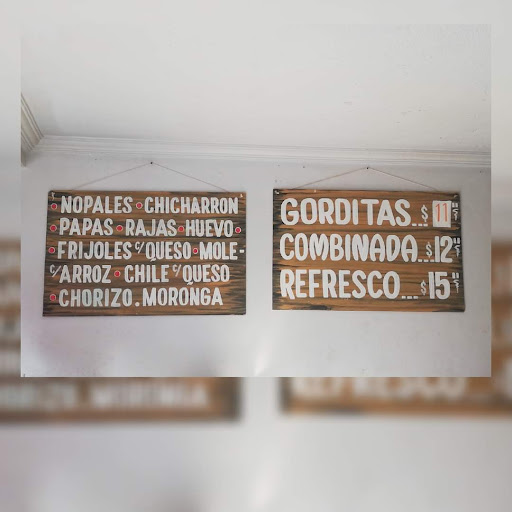 • NOPALES • CHICHARRON
• PAPAS • RAJAS • HUEVO •
• FRIJOLES C/QUESO • MOLE -
C/ARROZ • CHILE C/QUESO
• CHORIZO . MORONGA
GORDITAS... $ 11
COMBINADA... $ 12
REFRESCO... $ 15